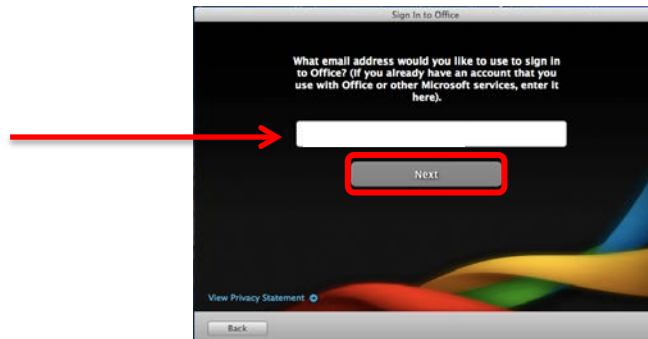 Sign In to Office
What email address would you like to use to sign in
to Office? (If you already have an account that you
use with Office or other Microsoft services, enter it
here).
Next
View Privacy Statement
Back